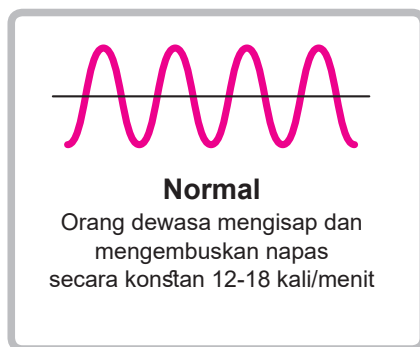 Normal
Orang dewasa mengisap dan
mengembuskan napas
secara konstan 12-18 kali/menit